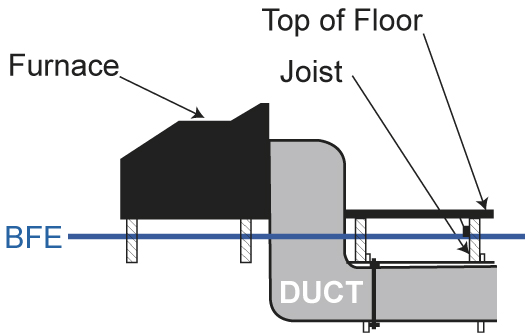 Top of Floor
Furnace
Joist
BFE
DUCT